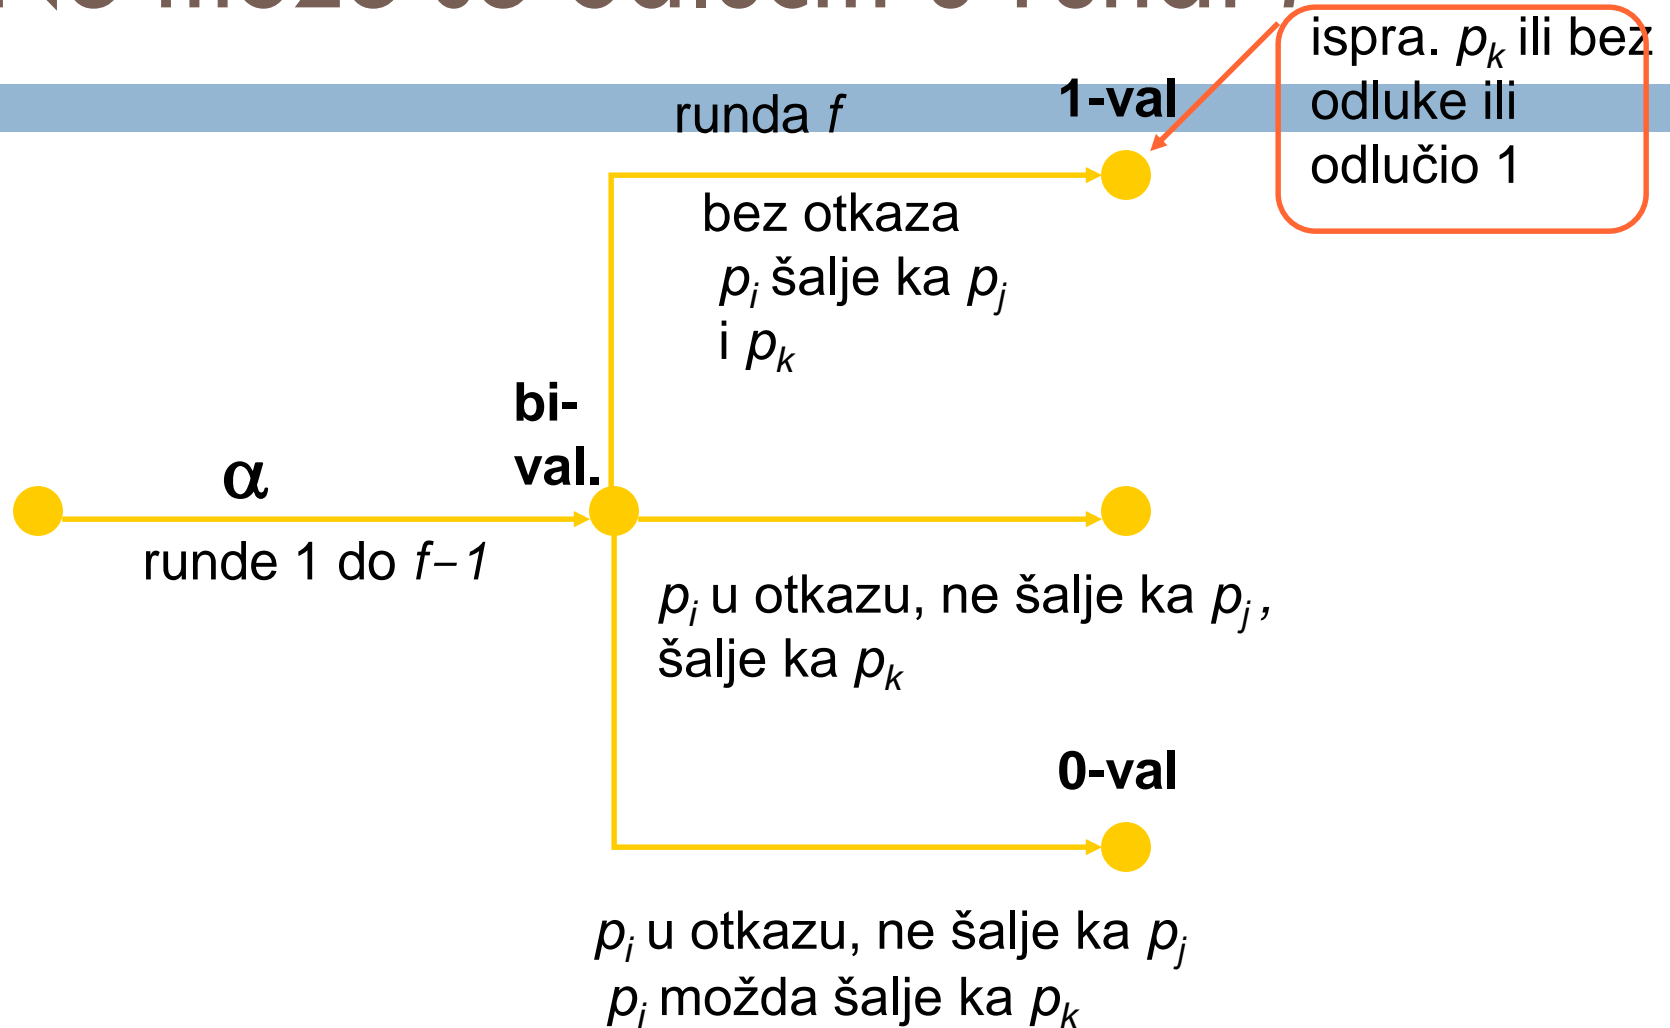 ispra. pk ili bez
odluke ili
odlučio 1
1-val
runda f
bez otkaza
pi šalje ka pj
i pk
bi-
val.
α
runde 1 do f–1
pi u otkazu, ne šalje ka pj ,
šalje ka pk
0-val
pi u otkazu, ne šalje ka pj
pi možda šalje ka pk